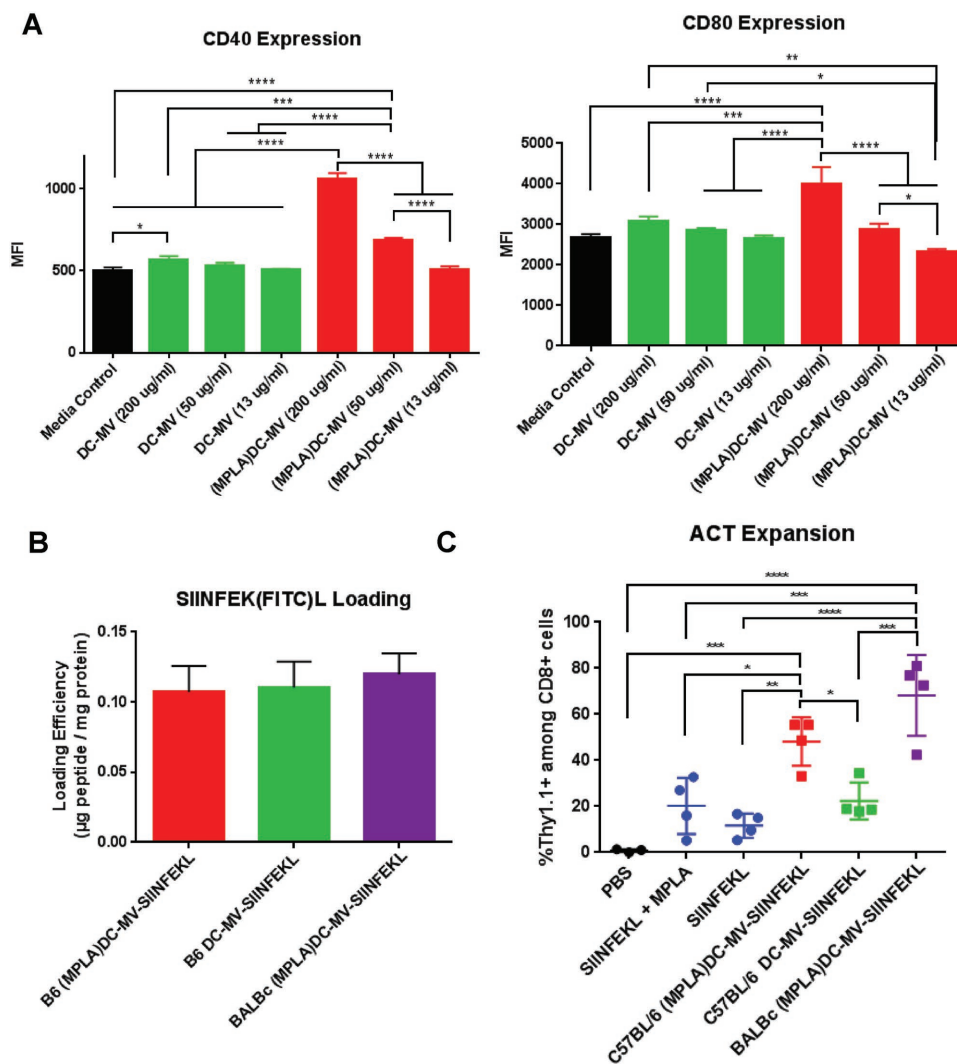 A
CD40 Expression
****
***
****
****
****
****
*
MFI
1000
500
0
Media Control
DC-MV (200 ug/ml)
DC-MV (50 ug/ml)
DC-MV (13 ug/ml)
(MPLA)DC-MV (200 ug/ml)
(MPLA)DC-MV (50 ug/ml)
(MPLA)DC-MV (13 ug/ml)
CD80 Expression
**
*
****
***
****
****
*
MFI
5000
4000
3000
2000
1000
0
Media Control
DC-MV (200 ug/ml)
DC-MV (50 ug/ml)
DC-MV (13 ug/ml)
(MPLA)DC-MV (200 ug/ml)
(MPLA)DC-MV (50 ug/ml)
(MPLA)DC-MV (13 ug/ml)
B
SIINFEK(FITC)L Loading
Loading Efficiency
(µg peptide / mg protein)
0.15
0.10
0.05
0.00
B6 (MPLA)DC-MV-SIINFEKL
B6 DC-MV-SIINFEKL
BALBc (MPLA)DC-MV-SIINFEKL
C
ACT Expansion
****
***
****
***
***
*
**
*
%Thy1.1+ among CD8+ cells
100
80
60
40
20
0
PBS
SIINFEKL + MPLA
SIINFEKL
C57BL/6 (MPLA)DC-MV-SIINFEKL
C57BL/6 DC-MV-SIINFEKL
BALBc (MPLA)DC-MV-SIINFEKL